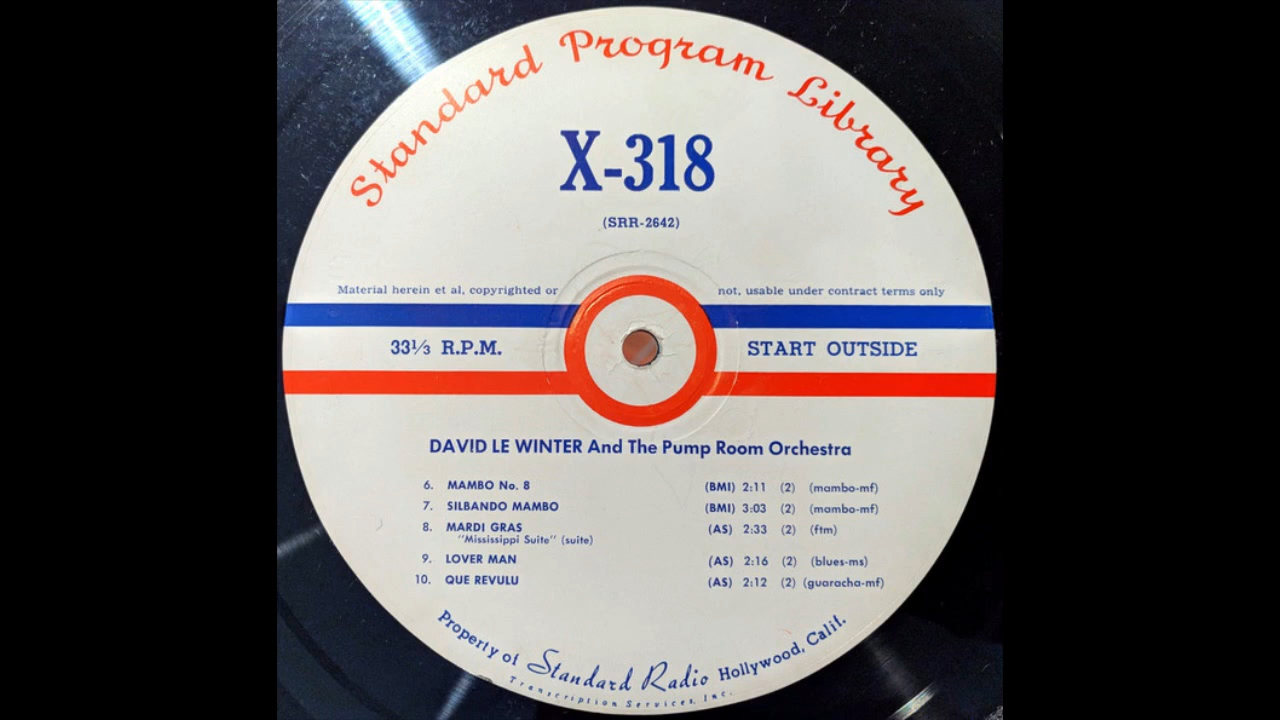 Standard Program Library
X-318
(SRR-2642)
Material herein et al, copyrighted or not, usable under contract terms only
33⅓ R.P.M. START OUTSIDE
DAVID LE WINTER And The Pump Room Orchestra
6. MAMBO No. 8 (BMI) 2:11 (2) (mambo-mf)
7. SILBANDO MAMBO (BMI) 3:03 (2) (mambo-mf)
8. MARDI GRAS (AS) 2:33 (2) (ftm)
"Mississippi Suite" (suite)
9. LOVER MAN (AS) 2:16 (2) (blues-ms)
10. QUE REVULU (AS) 2:12 (2) (guaracha-mf)
Property of Standard Radio Hollywood, Calif.
Transcription Services, Inc.